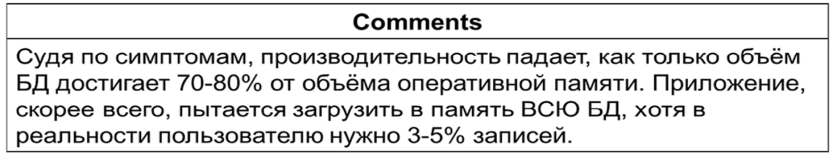 Comments
Судя по симптомам, производительность падает, как только объём
БД достигает 70-80% от объёма оперативной памяти. Приложение,
скорее всего, пытается загрузить в память ВСЮ БД, хотя в
реальности пользователю нужно 3-5% записей.